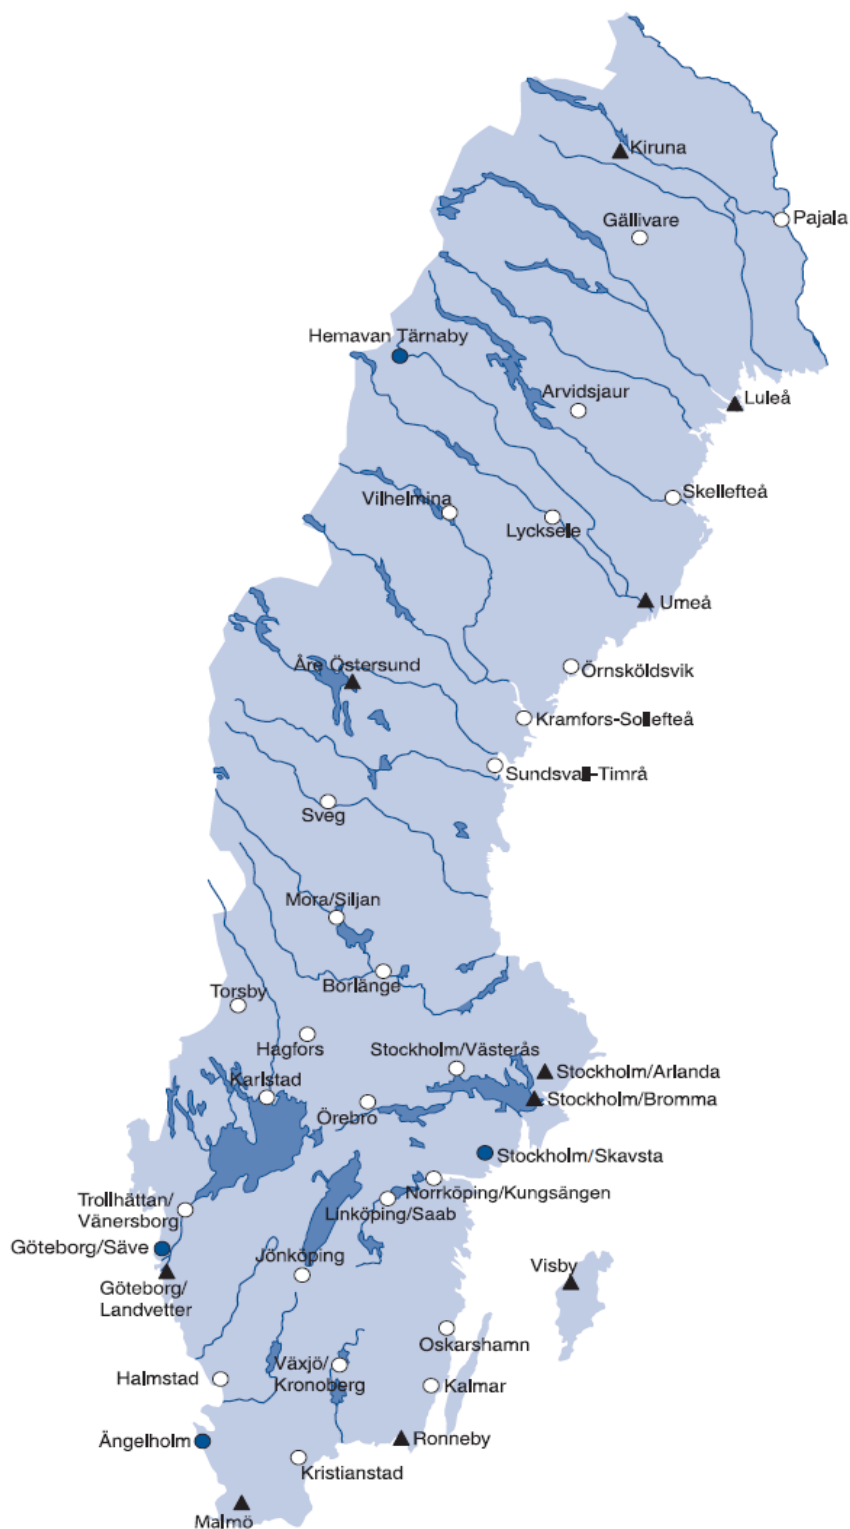 Kiruna
Pajala
Gällivare
Hemavan Tärnaby
Arvidsjaur
Luleå
Skellefteå
Vilhelmina
Lycksele
Umeå
Åre Östersund
Örnsköldsvik
Kramfors-Sollefteå
Sundsvall-Timrå
Sveg
Mora/Siljan
Borlänge
Torsby
Hagfors
Stockholm/Västerås
Stockholm/Arlanda
Karlstad
Stockholm/Bromma
Örebro
Stockholm/Skavsta
Norrköping/Kungsängen
Trollhättan/
Vänersborg
Linköping/Saab
Göteborg/Säve
Jönköping
Visby
Göteborg/
Landvetter
Oskarshamn
Växjö/
Kronoberg
Halmstad
Kalmar
Ängelholm
Ronneby
Kristianstad
Malmö